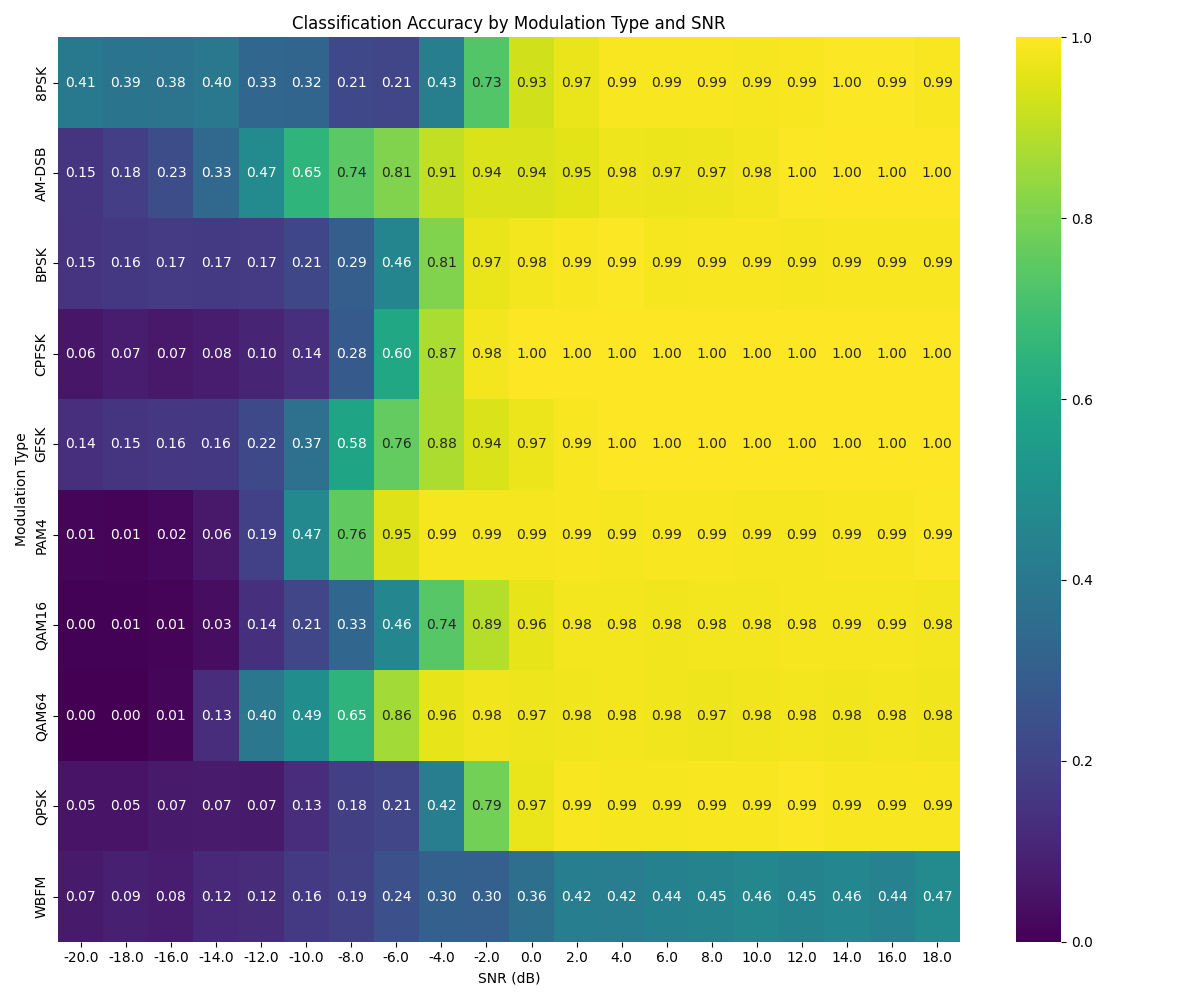 Classification Accuracy by Modulation Type and SNR
Modulation Type
8PSK 0.41 0.39 0.38 0.40 0.33 0.32 0.21 0.21 0.43 0.73 0.93 0.97 0.99 0.99 0.99 0.99 0.99 1.00 0.99 0.99
AM-DSB 0.15 0.18 0.23 0.33 0.47 0.65 0.74 0.81 0.91 0.94 0.94 0.95 0.98 0.97 0.97 0.98 1.00 1.00 1.00 1.00
BPSK 0.15 0.16 0.17 0.17 0.17 0.21 0.29 0.46 0.81 0.97 0.98 0.99 0.99 0.99 0.99 0.99 0.99 0.99 0.99 0.99
CPFSK 0.06 0.07 0.07 0.08 0.10 0.14 0.28 0.60 0.87 0.98 1.00 1.00 1.00 1.00 1.00 1.00 1.00 1.00 1.00 1.00
GFSK 0.14 0.15 0.16 0.16 0.22 0.37 0.58 0.76 0.88 0.94 0.97 0.99 1.00 1.00 1.00 1.00 1.00 1.00 1.00 1.00
PAM4 0.01 0.01 0.02 0.06 0.19 0.47 0.76 0.95 0.99 0.99 0.99 0.99 0.99 0.99 0.99 0.99 0.99 0.99 0.99 0.99
QAM16 0.00 0.01 0.01 0.03 0.14 0.21 0.33 0.46 0.74 0.89 0.96 0.98 0.98 0.98 0.98 0.98 0.98 0.99 0.99 0.98
QAM64 0.00 0.00 0.01 0.13 0.40 0.49 0.65 0.86 0.96 0.98 0.97 0.98 0.98 0.98 0.97 0.98 0.98 0.98 0.98 0.98
QPSK 0.05 0.05 0.07 0.07 0.07 0.13 0.18 0.21 0.42 0.79 0.97 0.99 0.99 0.99 0.99 0.99 0.99 0.99 0.99 0.99
WBFM 0.07 0.09 0.08 0.12 0.12 0.16 0.19 0.24 0.30 0.30 0.36 0.42 0.42 0.44 0.45 0.46 0.45 0.46 0.44 0.47
-20.0 -18.0 -16.0 -14.0 -12.0 -10.0 -8.0 -6.0 -4.0 -2.0 0.0 2.0 4.0 6.0 8.0 10.0 12.0 14.0 16.0 18.0
SNR (dB)
1.0
0.8
0.6
0.4
0.2
0.0